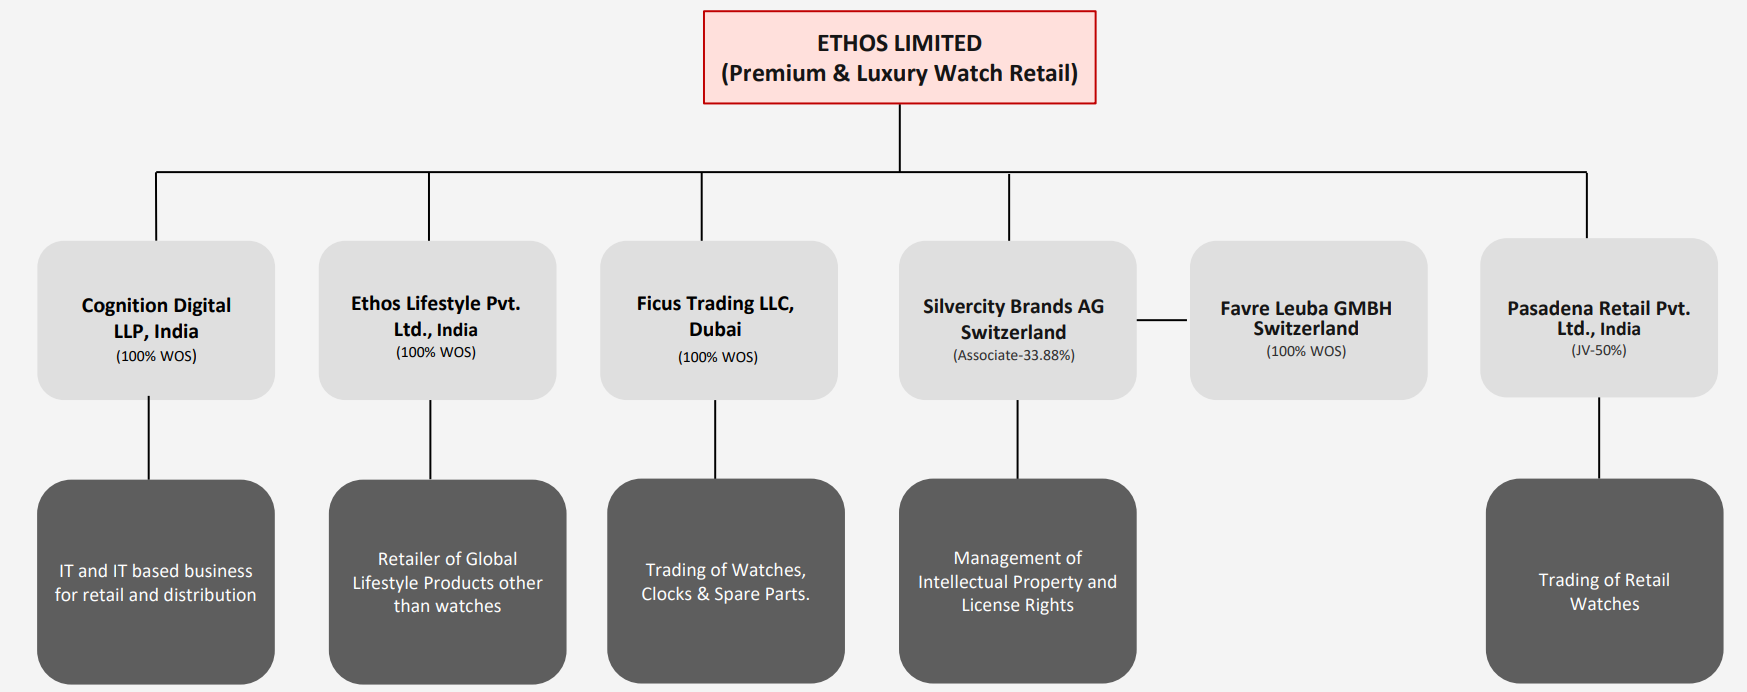 ETHOS LIMITED
(Premium & Luxury Watch Retail)
Cognition Digital
LLP, India
(100% WOS)
Ethos Lifestyle Pvt.
Ltd., India
(100% WOS)
Ficus Trading LLC,
Dubai
(100% WOS)
Silvercity Brands AG
Switzerland
(Associate-33.88%)
Favre Leuba GMBH
Switzerland
(100% WOS)
Pasadena Retail Pvt.
Ltd., India
(JV-50%)
IT and IT based business
for retail and distribution
Retailer of Global
Lifestyle Products other
than watches
Trading of Watches,
Clocks & Spare Parts.
Management of
Intellectual Property and
License Rights
Trading of Retail
Watches